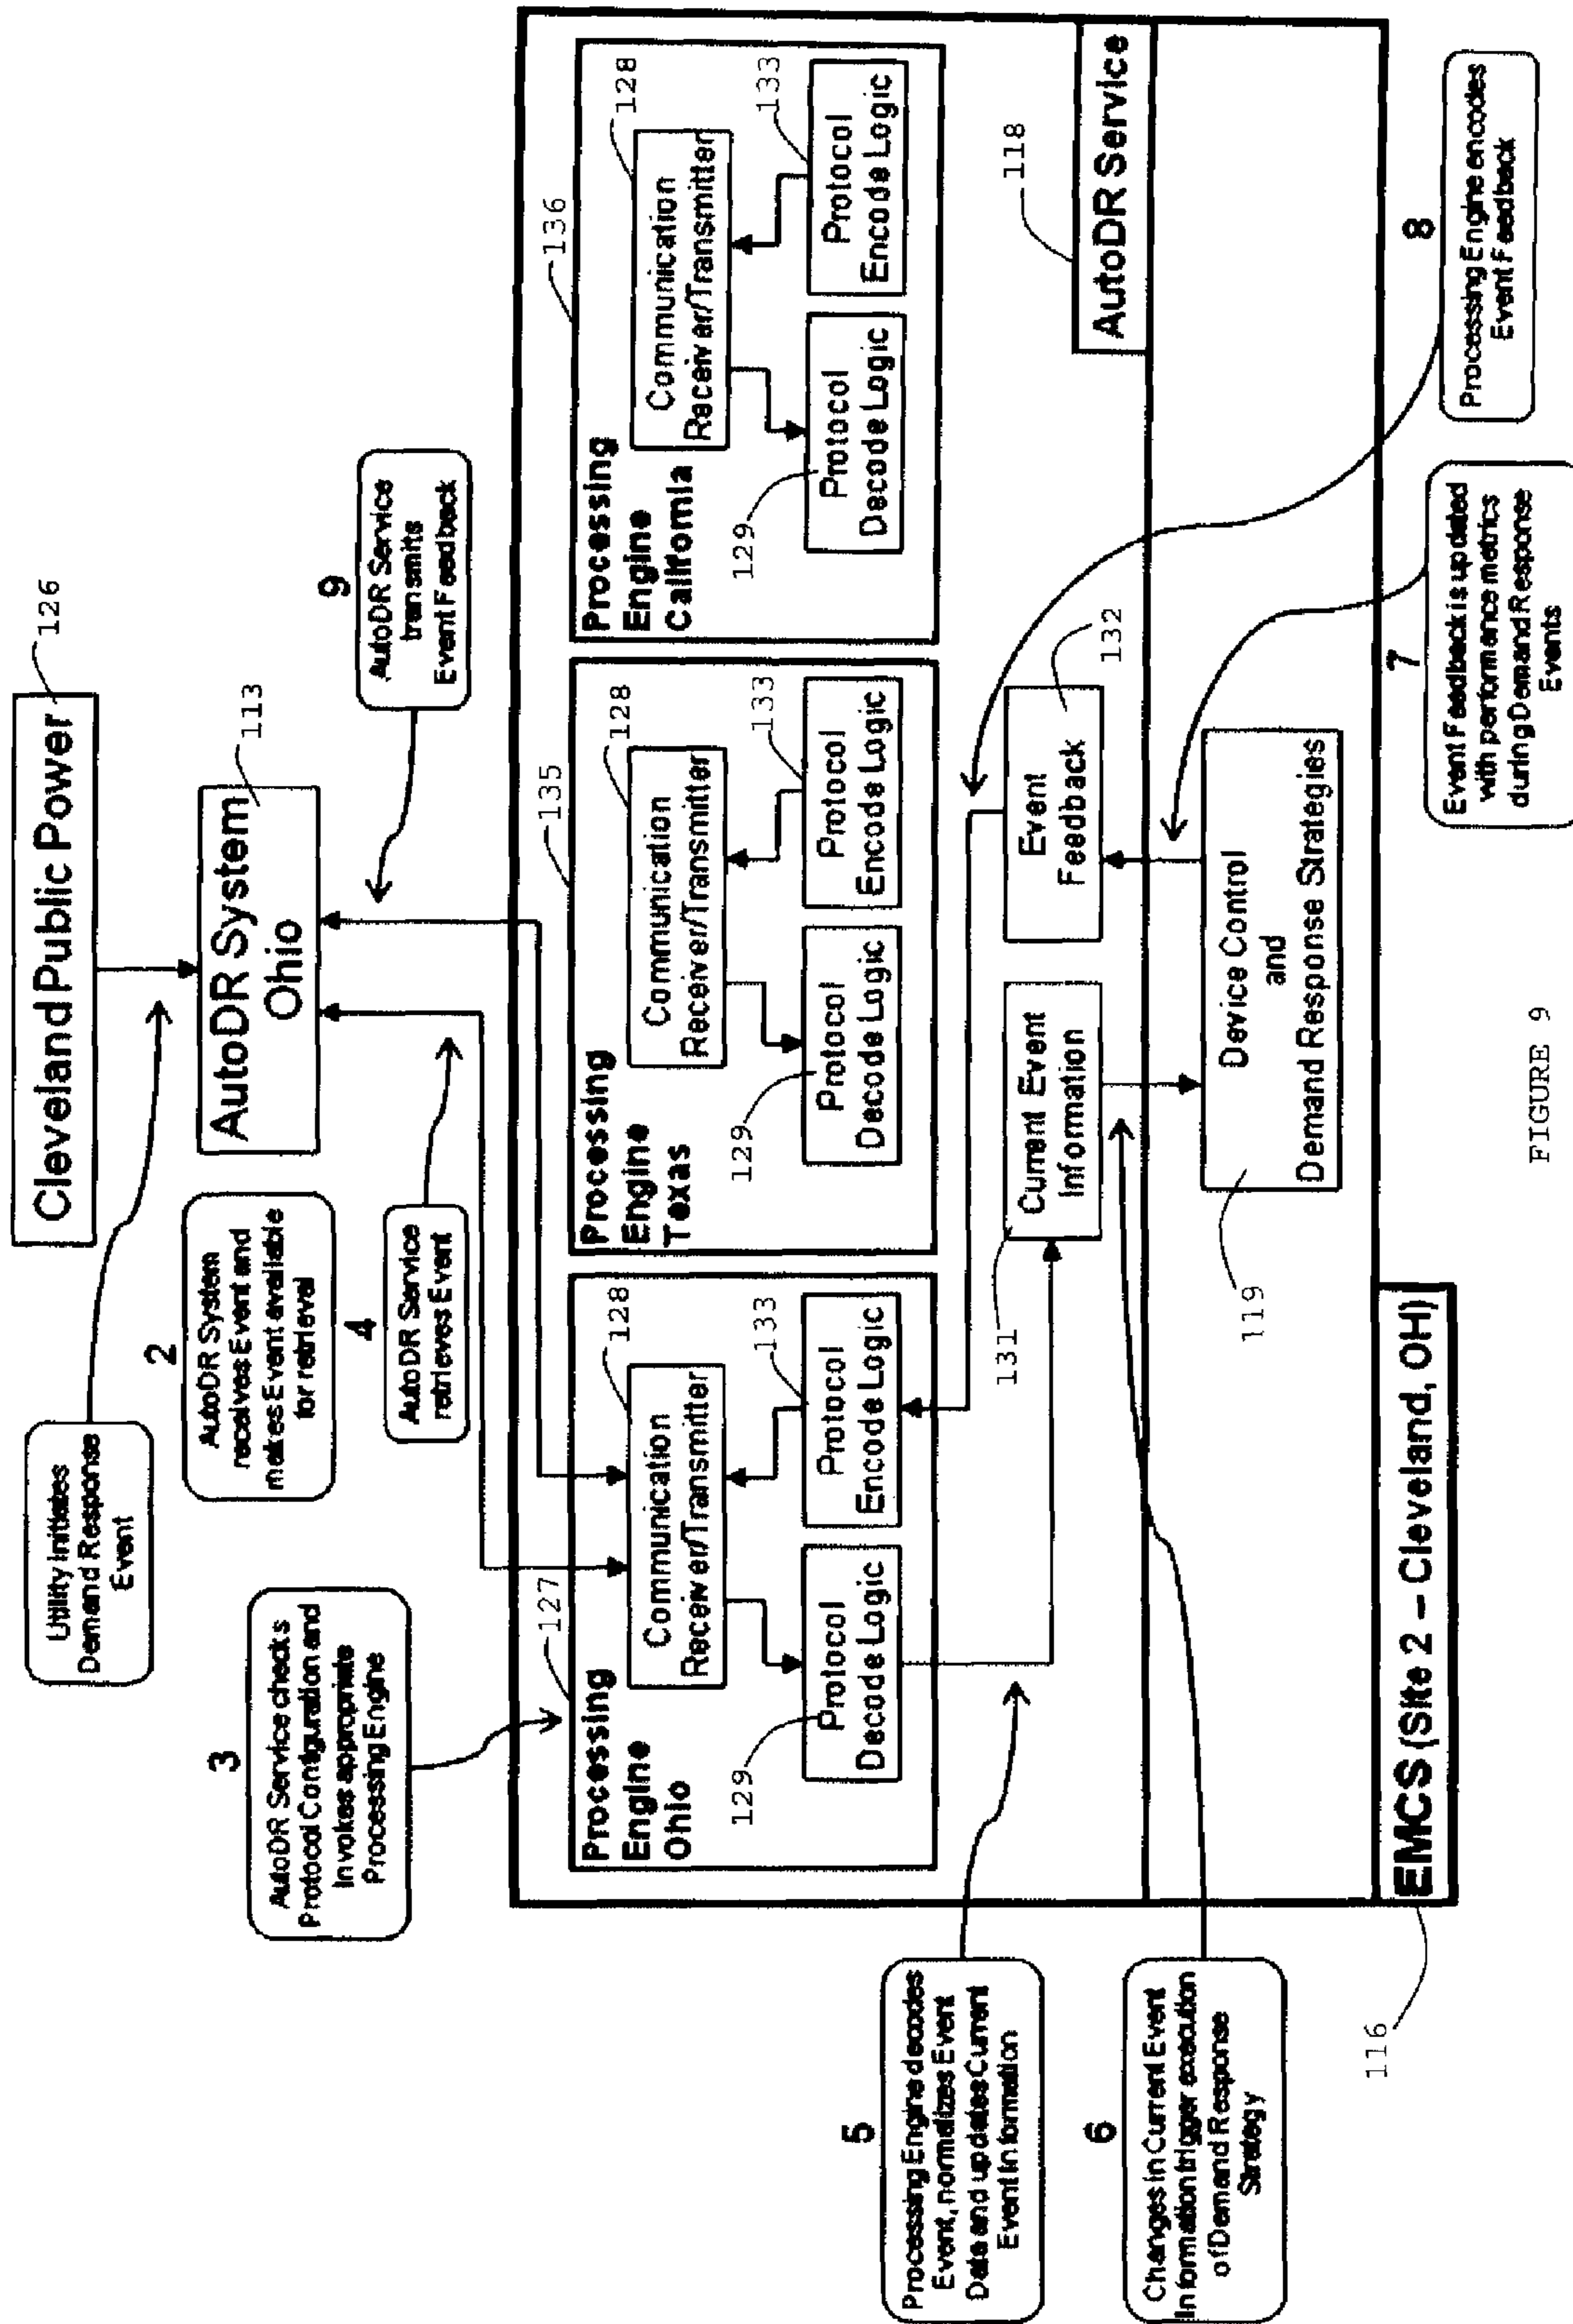 Cleveland Public Power
126
Utility Initiates
Demand Response
Event
2
AutoDR System
receives Event and
makes Event available
for retrieval
AutoDR System
Ohio
113
9
AutoDR Service
transmits
Event Feedback
3
AutoDR Service checks
Protocol Configuration and
Invokes appropriate
Processing Engine
4
AutoDR Service
retrieves Event
127
Processing
Engine
Ohio
Communication
Receiver/Transmitter
128
129
Protocol
Decode Logic
Protocol
Encode Logic
133
135
Processing
Engine
Texas
Communication
Receiver/Transmitter
128
129
Protocol
Decode Logic
Protocol
Encode Logic
133
136
Processing
Engine
California
Communication
Receiver/Transmitter
128
129
Protocol
Decode Logic
Protocol
Encode Logic
133
5
Processing Engine decodes
Event, normalizes Event
Data and updates Current
Event Information
131
Current Event
Information
Event
Feedback
132
118
AutoDR Service
6
Changes in Current Event
Information trigger execution
of Demand Response
Strategy
119
Device Control
and
Demand Response Strategies
116
EMCS (Site 2 – Cleveland, OH)
7
Event Feedback is updated
with performance metrics
during Demand Response
Events
8
Processing Engine encodes
Event Feedback
FIGURE 9